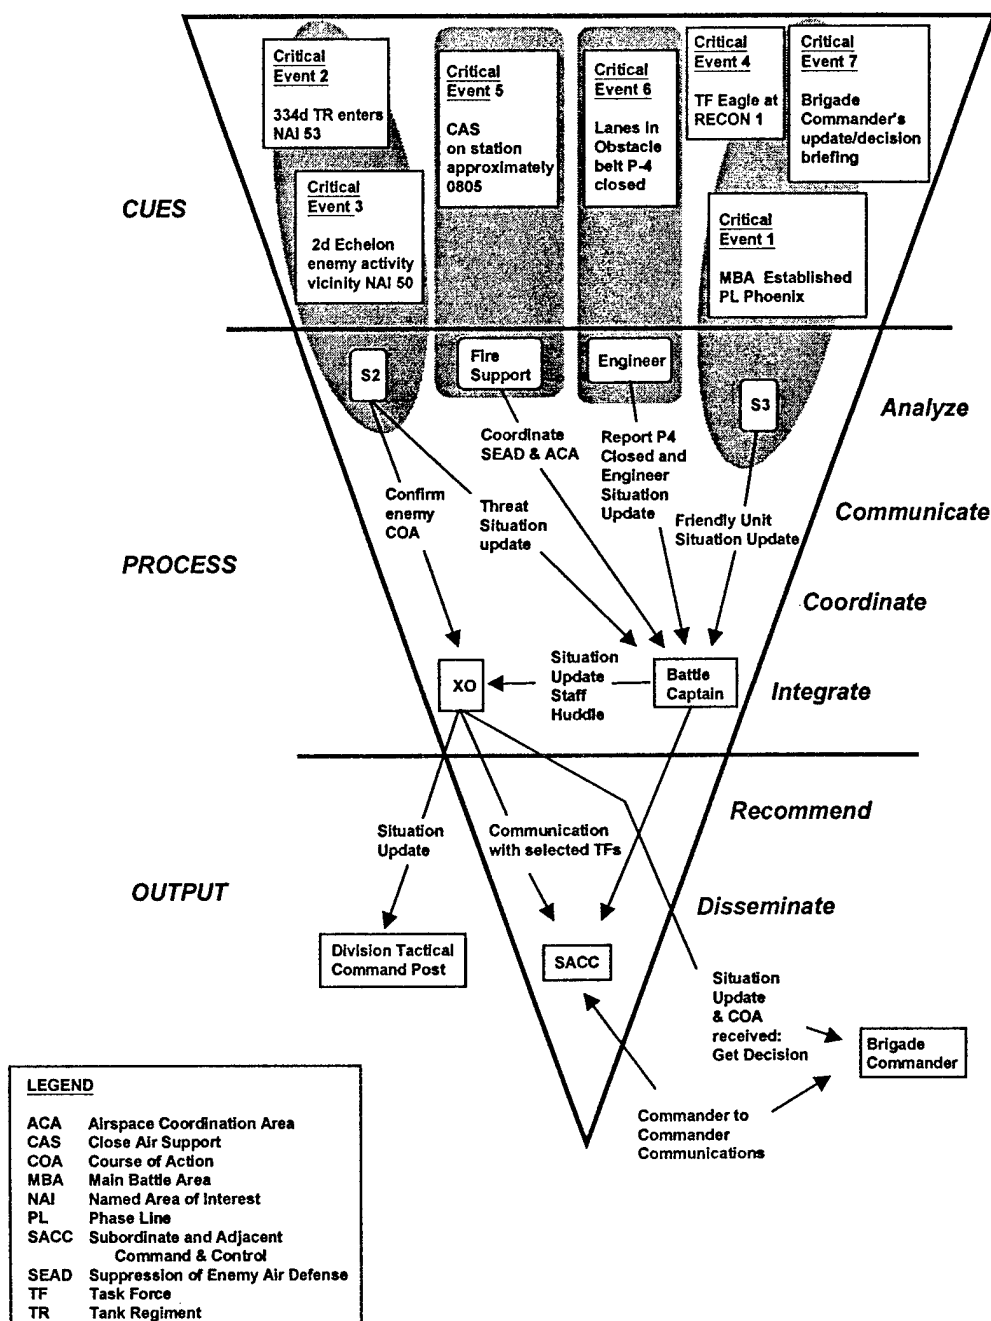 Critical
Event 2
334d TR enters
NAI 53
Critical
Event 3
2d Echelon
enemy activity
vicinity NAI 50
Critical
Event 5
CAS
on station
approximately
0805
Critical
Event 6
Lanes in
Obstacle
belt P-4
closed
Critical
Event 4
TF Eagle at
RECON 1
Critical
Event 7
Brigade
Commander's
update/decision
briefing
Critical
Event 1
MBA Established
PL Phoenix
CUES
S2
Fire
Support
Engineer
S3
Analyze
Coordinate
SEAD & ACA
Report P4
Closed and
Engineer
Situation
Update
Confirm
enemy
COA
Threat
Situation
update
Friendly Unit
Situation Update
Communicate
PROCESS
Coordinate
XO
Situation
Update
Staff
Huddle
Battle
Captain
Integrate
Situation
Update
Communication
with selected TFs
Recommend
OUTPUT
Disseminate
Division Tactical
Command Post
SACC
Situation
Update
& COA
received:
Get Decision
Brigade
Commander
Commander to
Commander
Communications
LEGEND
ACA Airspace Coordination Area
CAS Close Air Support
COA Course of Action
MBA Main Battle Area
NAI Named Area of Interest
PL Phase Line
SACC Subordinate and Adjacent
Command & Control
SEAD Suppression of Enemy Air Defense
TF Task Force
TR Tank Regiment